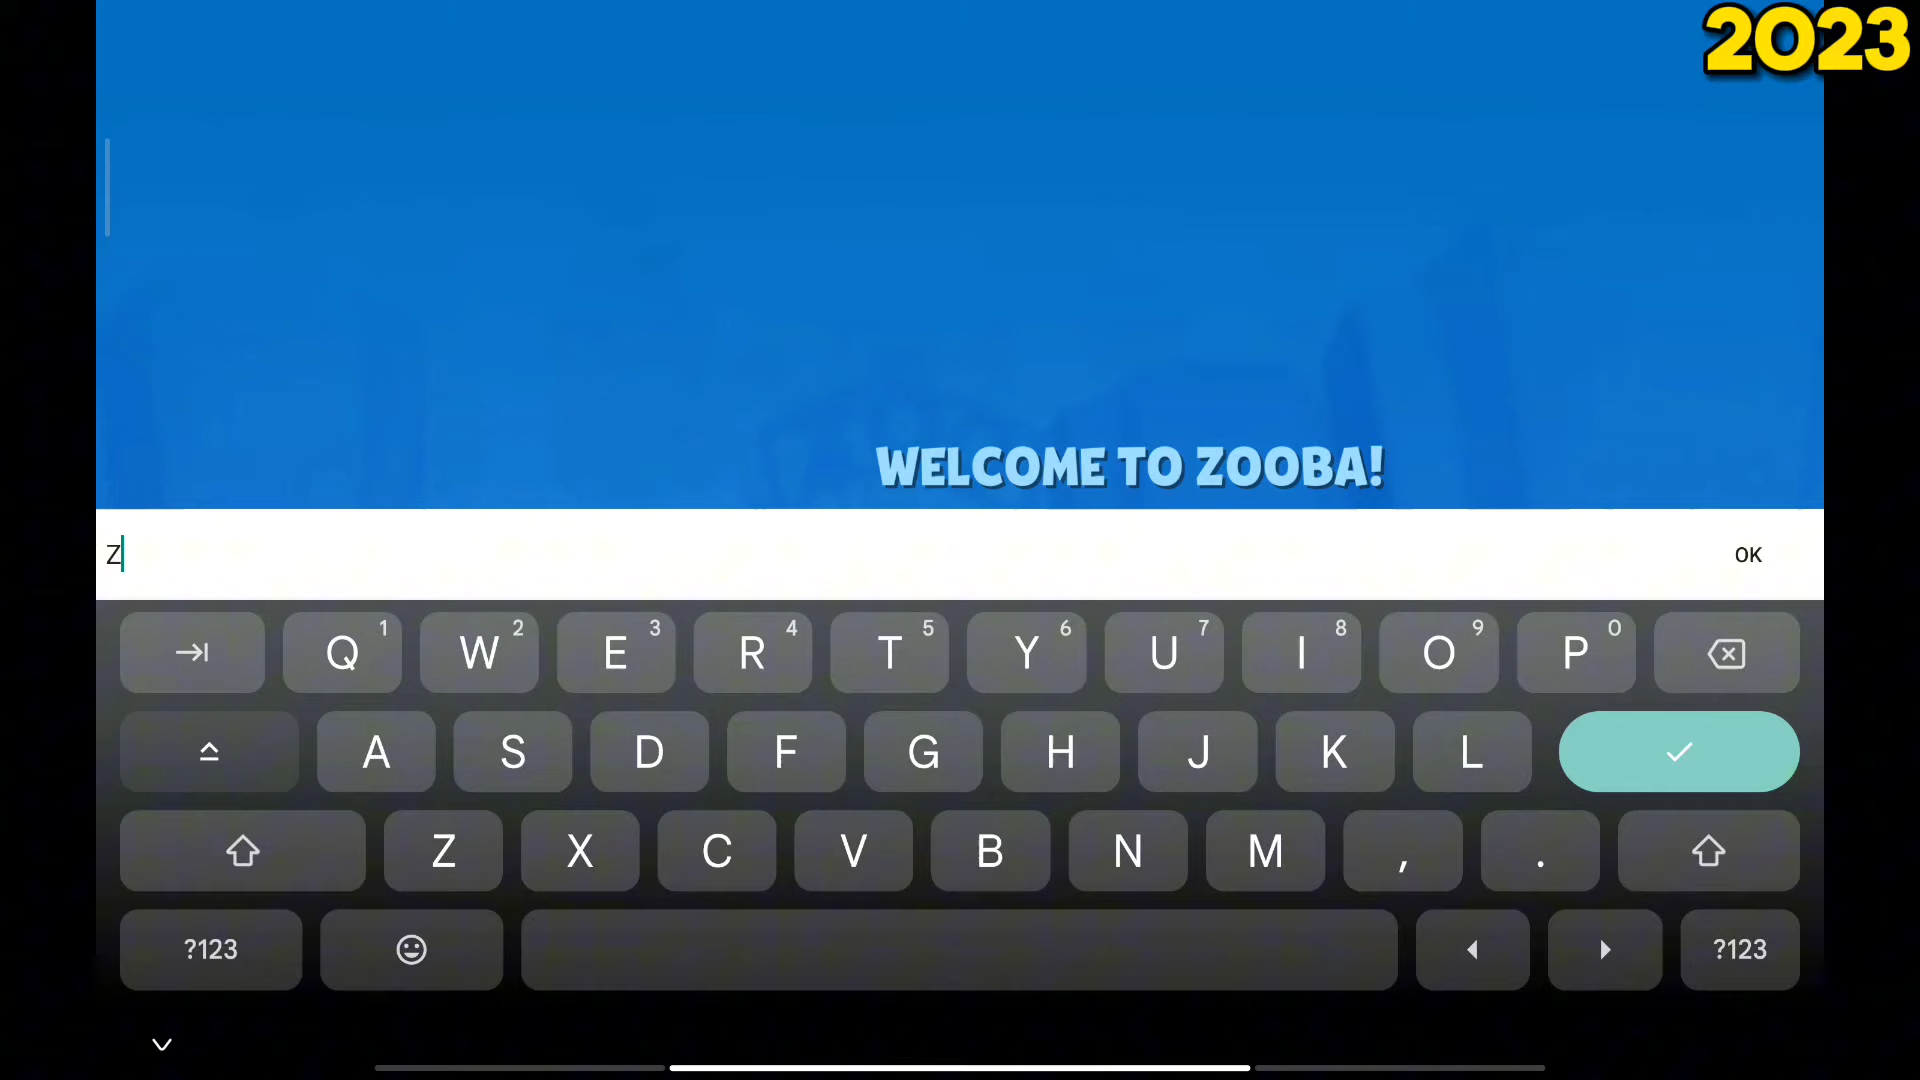 2023
WELCOME TO ZOOBA!
Z OK
Q 1 W 2 E 3 R 4 T 5 Y 6 U 7 I 8 O 9 P 0
A S D F G H J K L
Z X C V B N M , .
?123 ?123